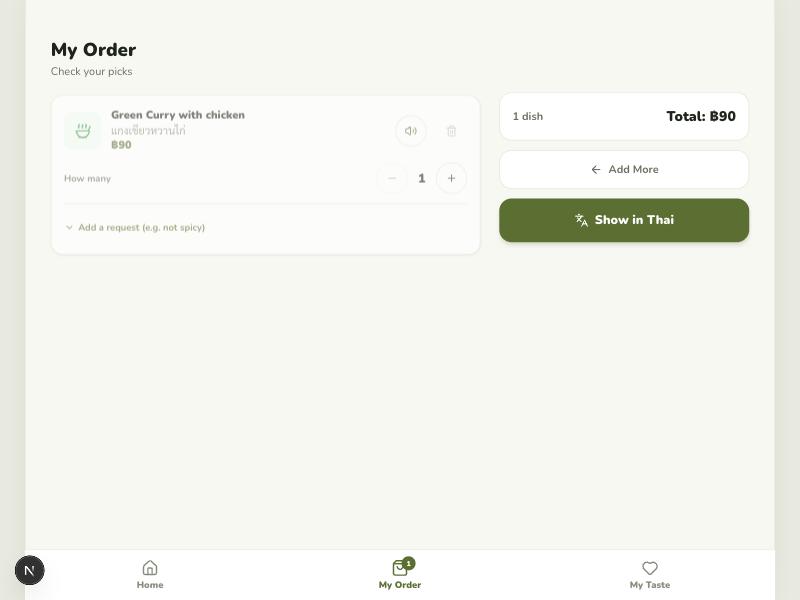 My Order
Check your picks
Green Curry with chicken
แกงเขียวหวานไก่
฿90
How many
1
Add a request (e.g. not spicy)
1 dish
Total: ฿90
Add More
Show in Thai
N
Home
1
My Order
My Taste